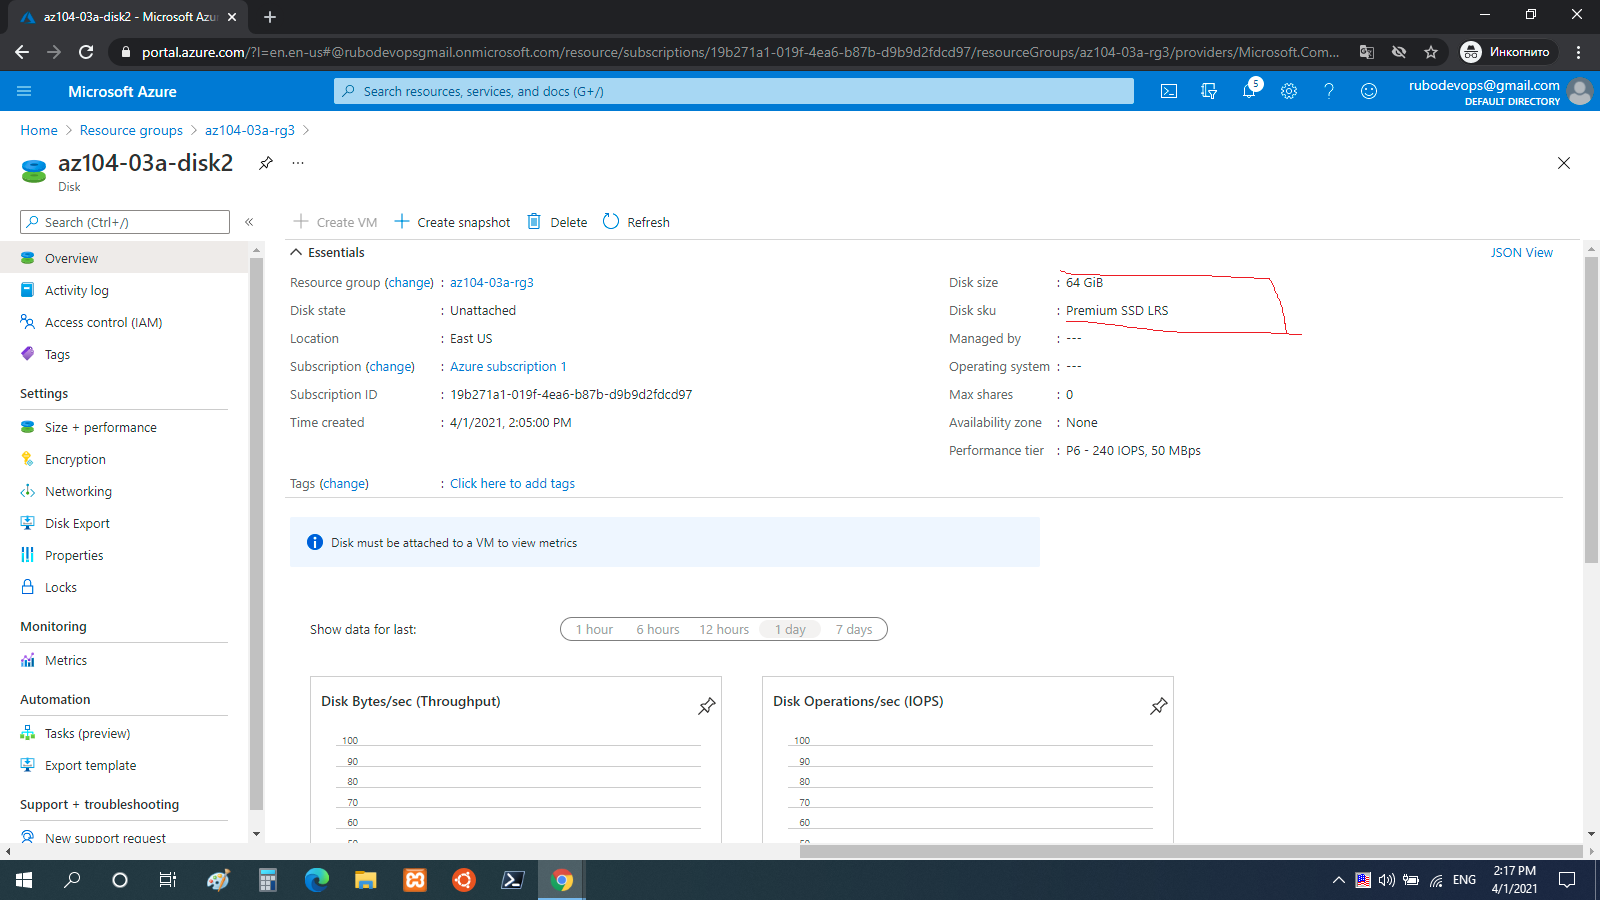 az104-03a-disk2 - Microsoft Azu
portal.azure.com/?l=en.en-us#@rubodevopsgmail.onmicrosoft.com/resource/subscriptions/19b271a1-019f-4ea6-b87b-d9b9d2fdcd97/resourceGroups/az104-03a-rg3/providers/Microsoft.Com...
Инкогнито
Microsoft Azure
Search resources, services, and docs (G+/)
5
rubodevops@gmail.com
DEFAULT DIRECTORY
Home > Resource groups > az104-03a-rg3 >
az104-03a-disk2
Disk
Search (Ctrl+/)
Overview
Activity log
Access control (IAM)
Tags
Settings
Size + performance
Encryption
Networking
Disk Export
Properties
Locks
Monitoring
Metrics
Automation
Tasks (preview)
Export template
Support + troubleshooting
New support request
Create VM
Create snapshot
Delete
Refresh
Essentials
JSON View
Resource group (change) : az104-03a-rg3
Disk state : Unattached
Location : East US
Subscription (change) : Azure subscription 1
Subscription ID : 19b271a1-019f-4ea6-b87b-d9b9d2fdcd97
Time created : 4/1/2021, 2:05:00 PM
Disk size : 64 GiB
Disk sku : Premium SSD LRS
Managed by : ---
Operating system : ---
Max shares : 0
Availability zone : None
Performance tier : P6 - 240 IOPS, 50 MBps
Tags (change) : Click here to add tags
Disk must be attached to a VM to view metrics
Show data for last:
1 hour 6 hours 12 hours 1 day 7 days
Disk Bytes/sec (Throughput)
100
90
80
70
60
50
Disk Operations/sec (IOPS)
100
90
80
70
60
50
ENG
2:17 PM
4/1/2021